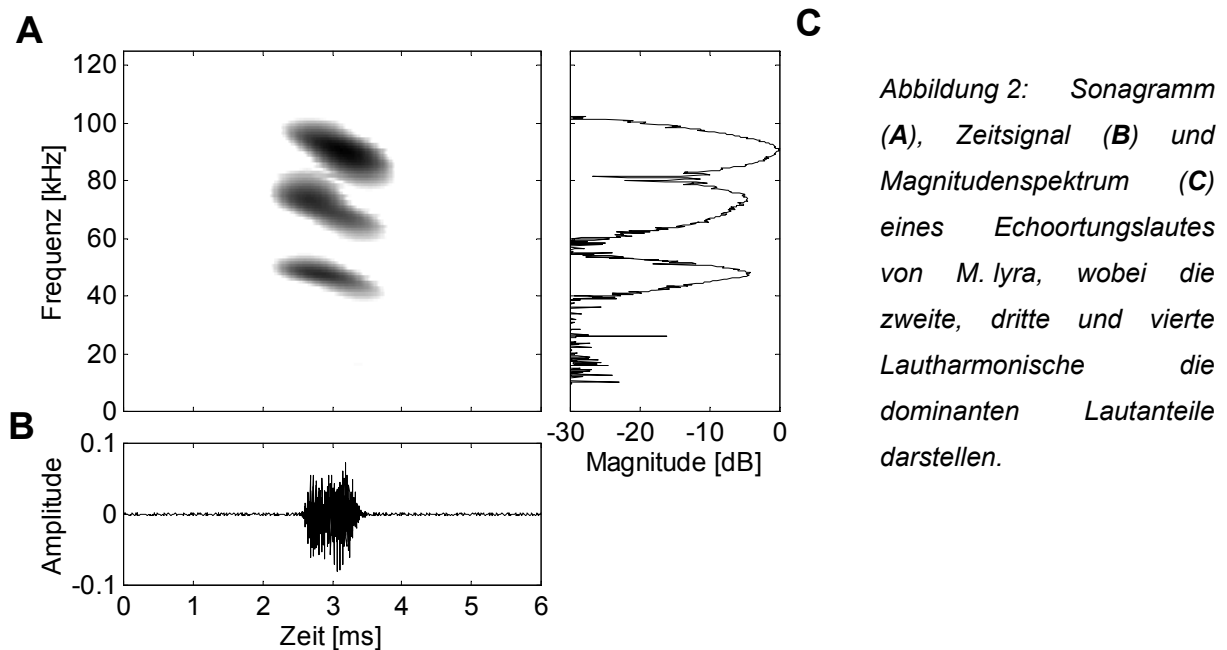 A
C
120
100
80
60
40
20
0
Frequenz [kHz]
-30 -20 -10 0
Magnitude [dB]
B
0.1
0
-0.1
Amplitude
0 1 2 3 4 5 6
Zeit [ms]
Abbildung 2: Sonagramm
(A), Zeitsignal (B) und
Magnitudenspektrum (C)
eines Echoortungslautes
von M. lyra, wobei die
zweite, dritte und vierte
Lautharmonische die
dominanten Lautanteile
darstellen.